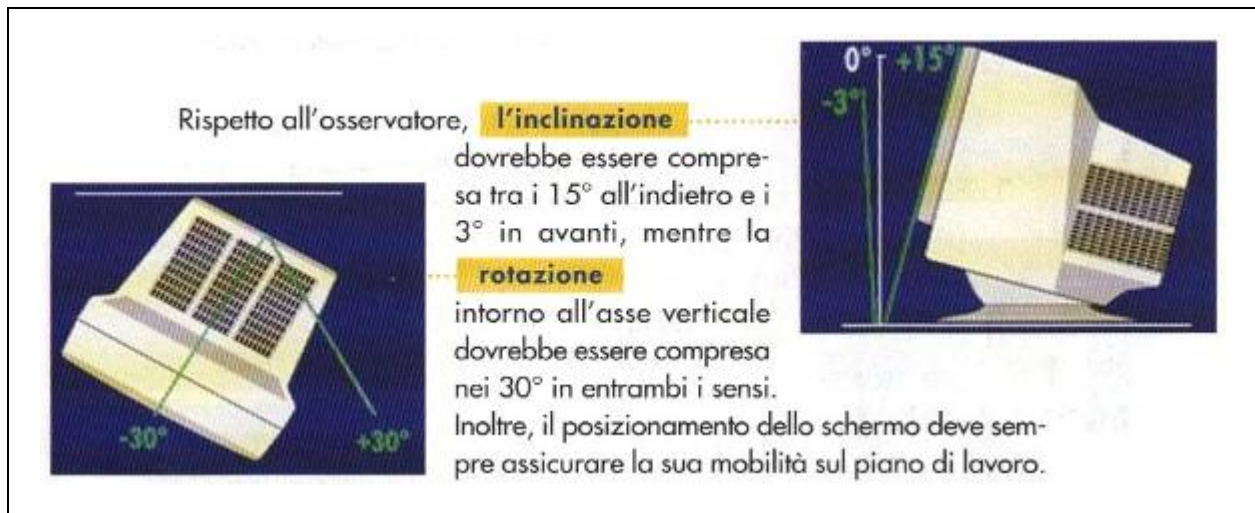 0° +15°
-3°
Rispetto all'osservatore, l'inclinazione
dovrebbe essere compre-
sa tra i 15° all'indietro e i
3° in avanti, mentre la
rotazione
intorno all'asse verticale
dovrebbe essere compresa
nei 30° in entrambi i sensi.
Inoltre, il posizionamento dello schermo deve sem-
pre assicurare la sua mobilità sul piano di lavoro.
-30° +30°